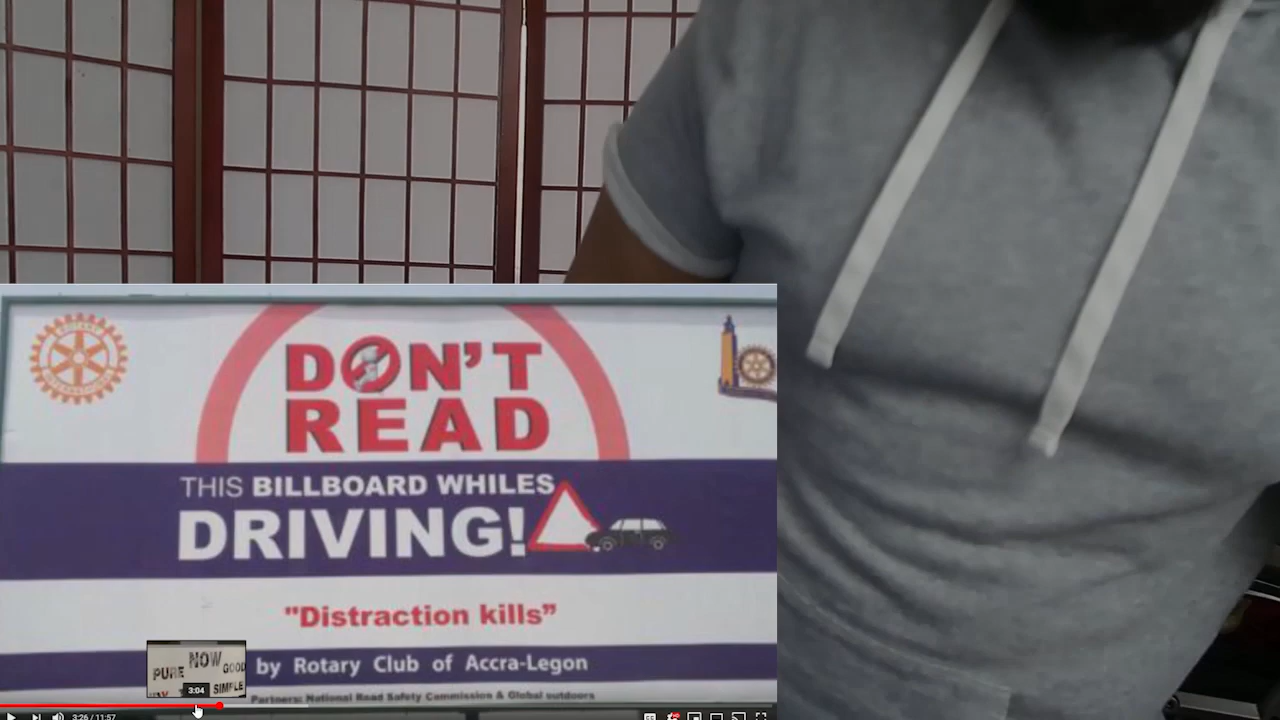 DON'T
READ
THIS BILLBOARD WHILES
DRIVING!
"Distraction kills”
by Rotary Club of Accra-Legon
Partners: National Road Safety Commission & Global outdoors
PURE NOW GOOD
SIMPLE
3:04
3:26 / 11:57